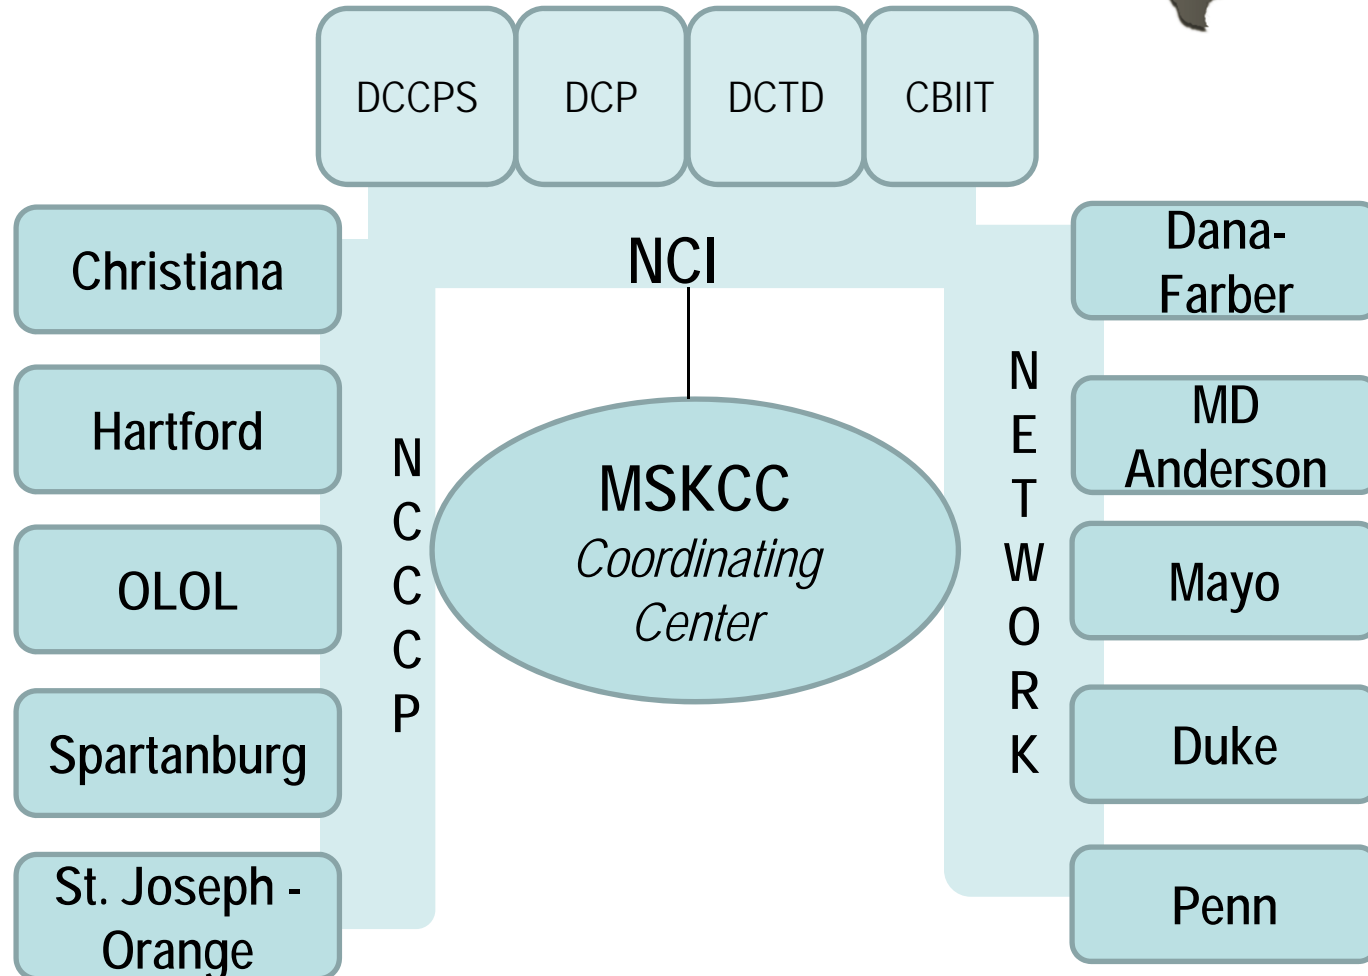 DCCPS
DCP
DCTD
CBIIT
NCI
Christiana
Hartford
OLOL
Spartanburg
St. Joseph -
Orange
N
C
C
C
P
MSKCC
Coordinating
Center
N
E
T
W
O
R
K
Dana-
Farber
MD
Anderson
Mayo
Duke
Penn